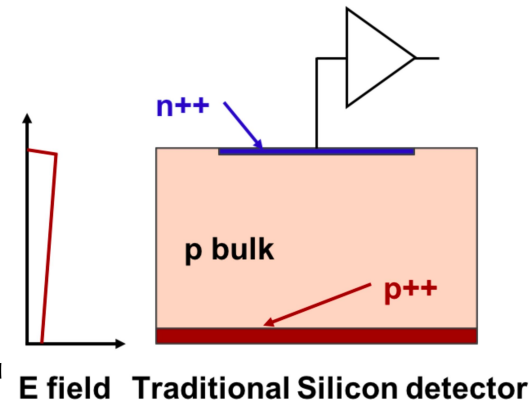 n++
p bulk
p++
E field Traditional Silicon detector